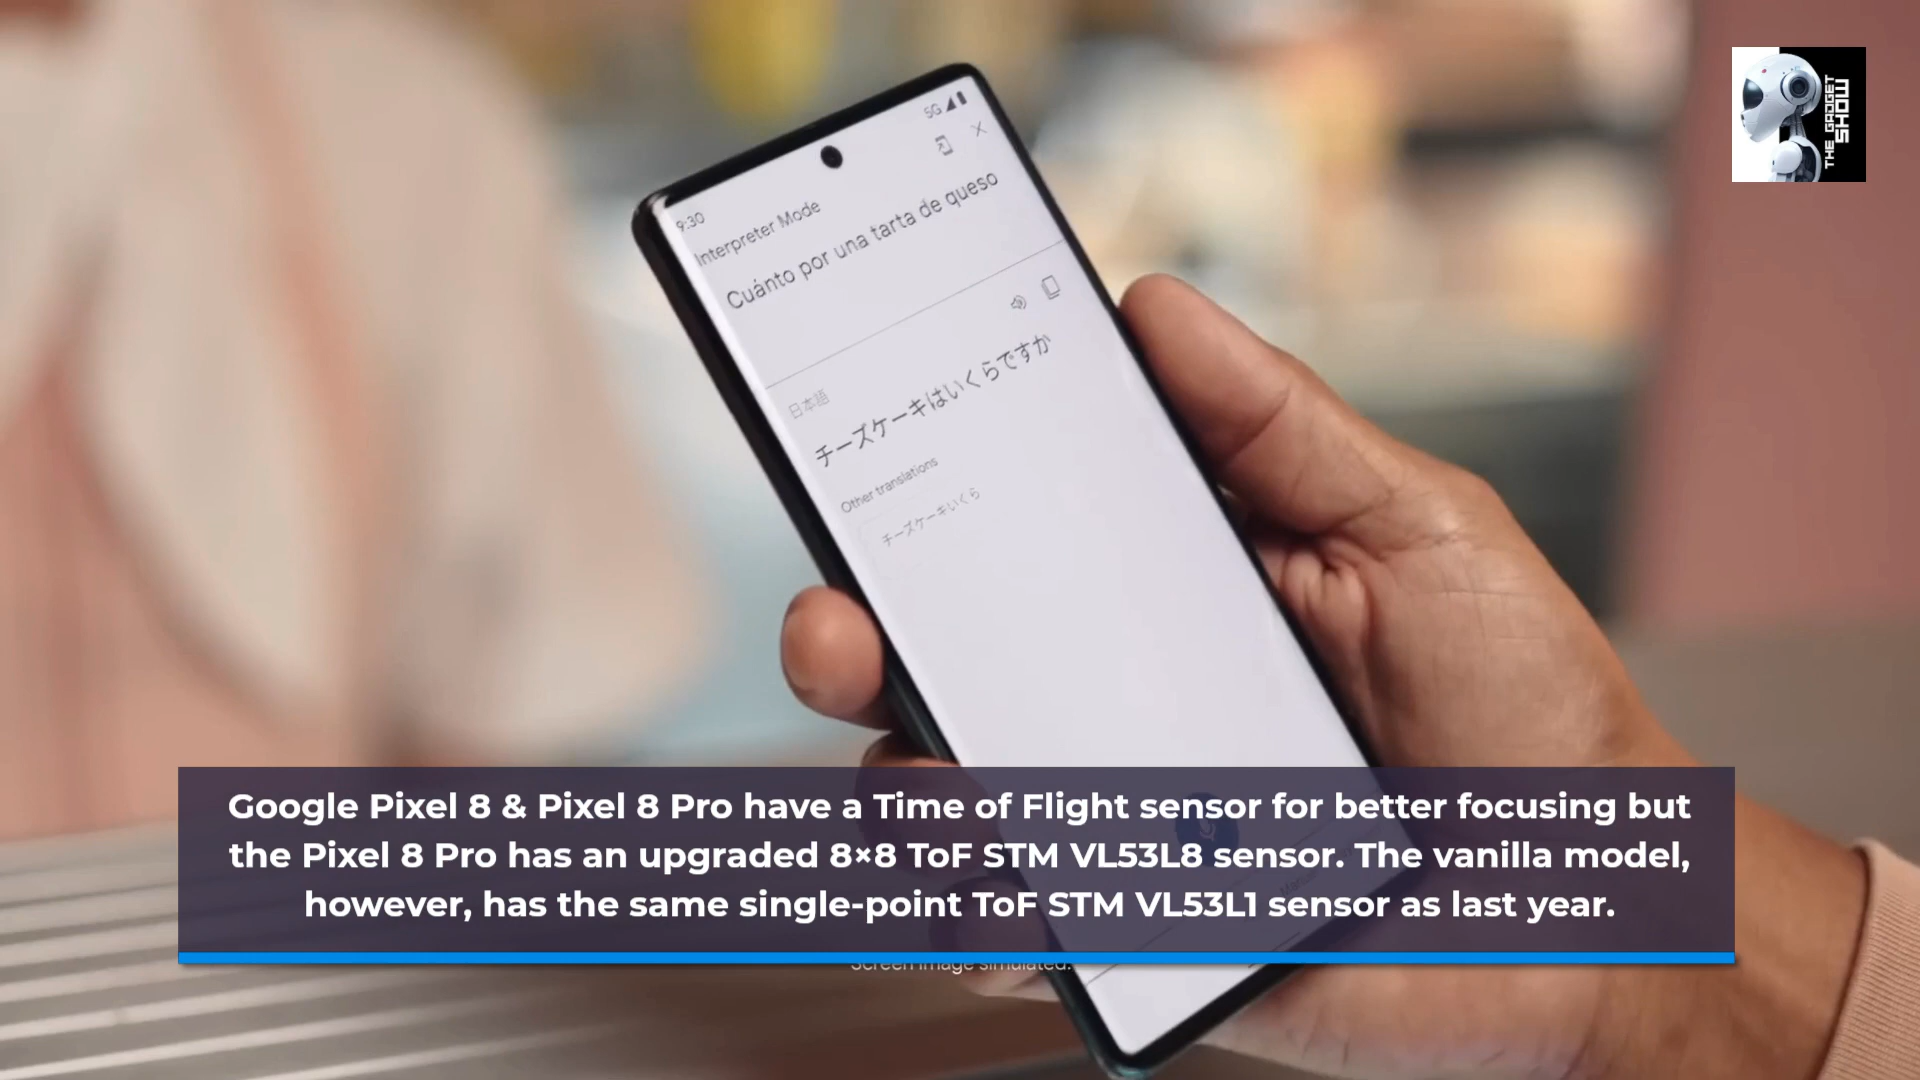 THE GADGET
SHOW
5G
9:30
Interpreter Mode
Cuánto por una tarta de queso
日本語
チーズケーキはいくらですか
Other translations
チーズケーキいくら
Google Pixel 8 & Pixel 8 Pro have a Time of Flight sensor for better focusing but
the Pixel 8 Pro has an upgraded 8×8 ToF STM VL53L8 sensor. The vanilla model,
however, has the same single-point ToF STM VL53L1 sensor as last year.
Screen image simulated.